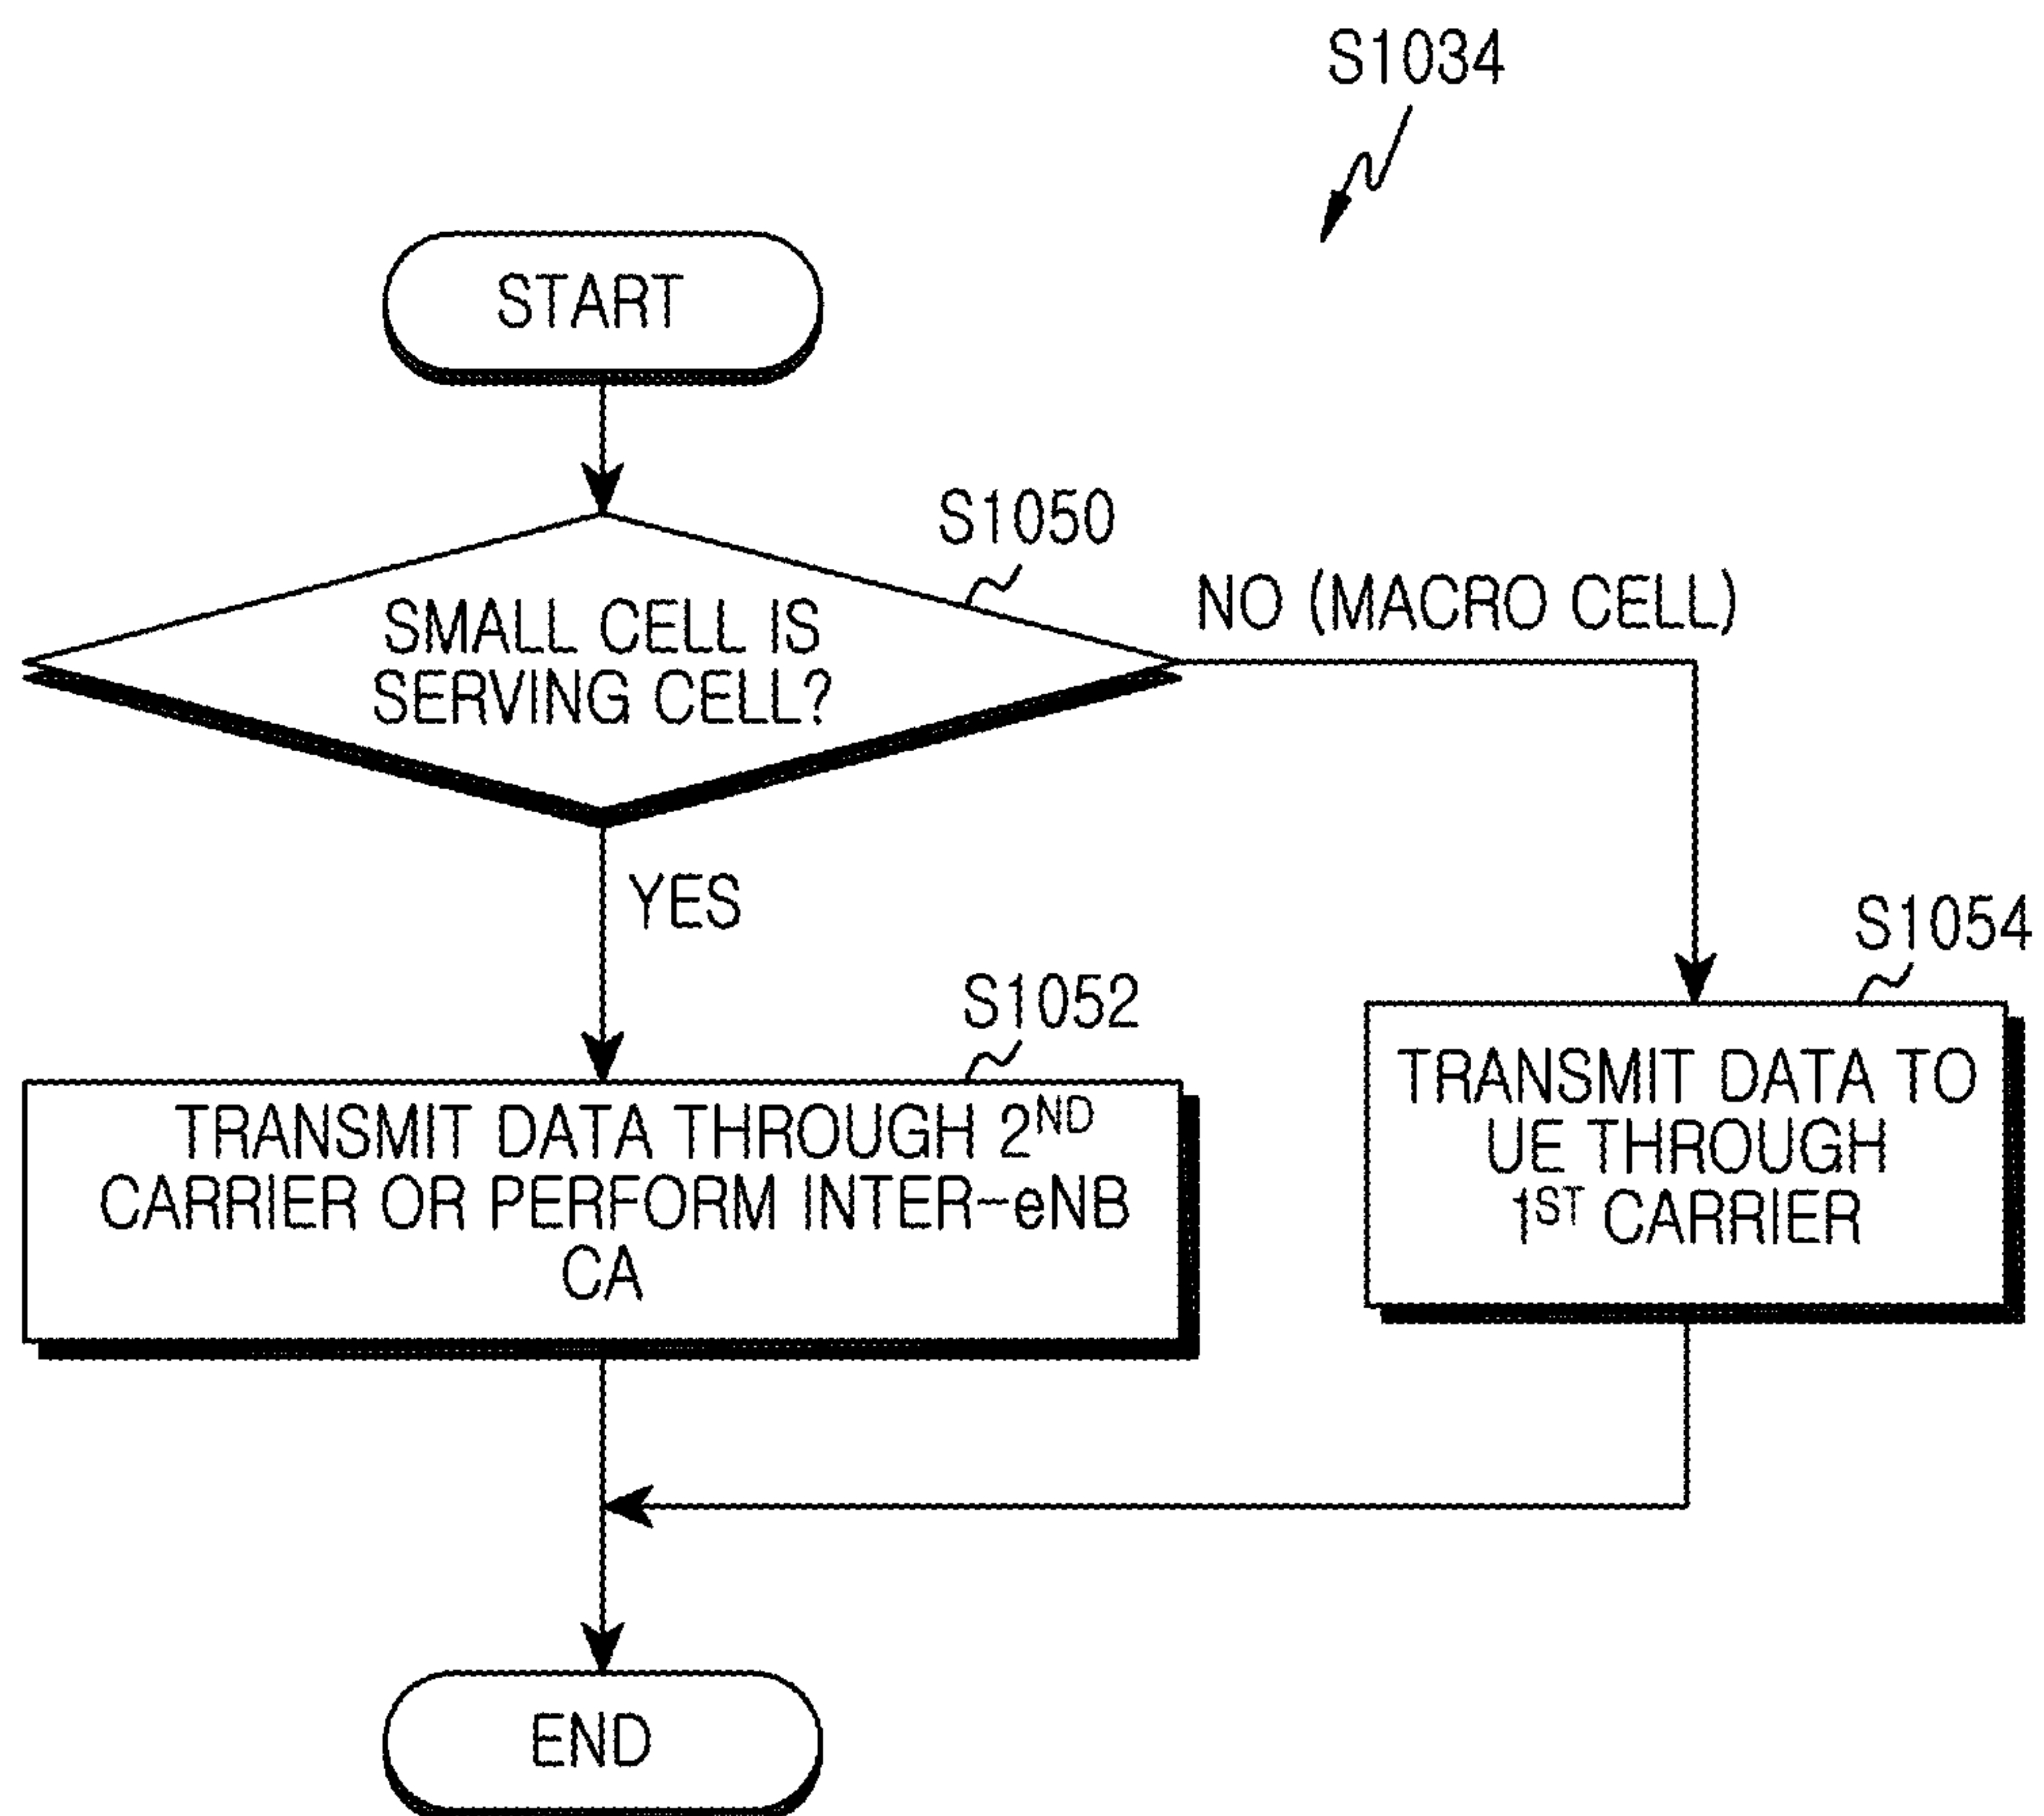 S1034
START
S1050
SMALL CELL IS
SERVING CELL?
NO (MACRO CELL)
YES
S1052
TRANSMIT DATA THROUGH 2ND
CARRIER OR PERFORM INTER-eNB
CA
S1054
TRANSMIT DATA TO
UE THROUGH
1ST CARRIER
END